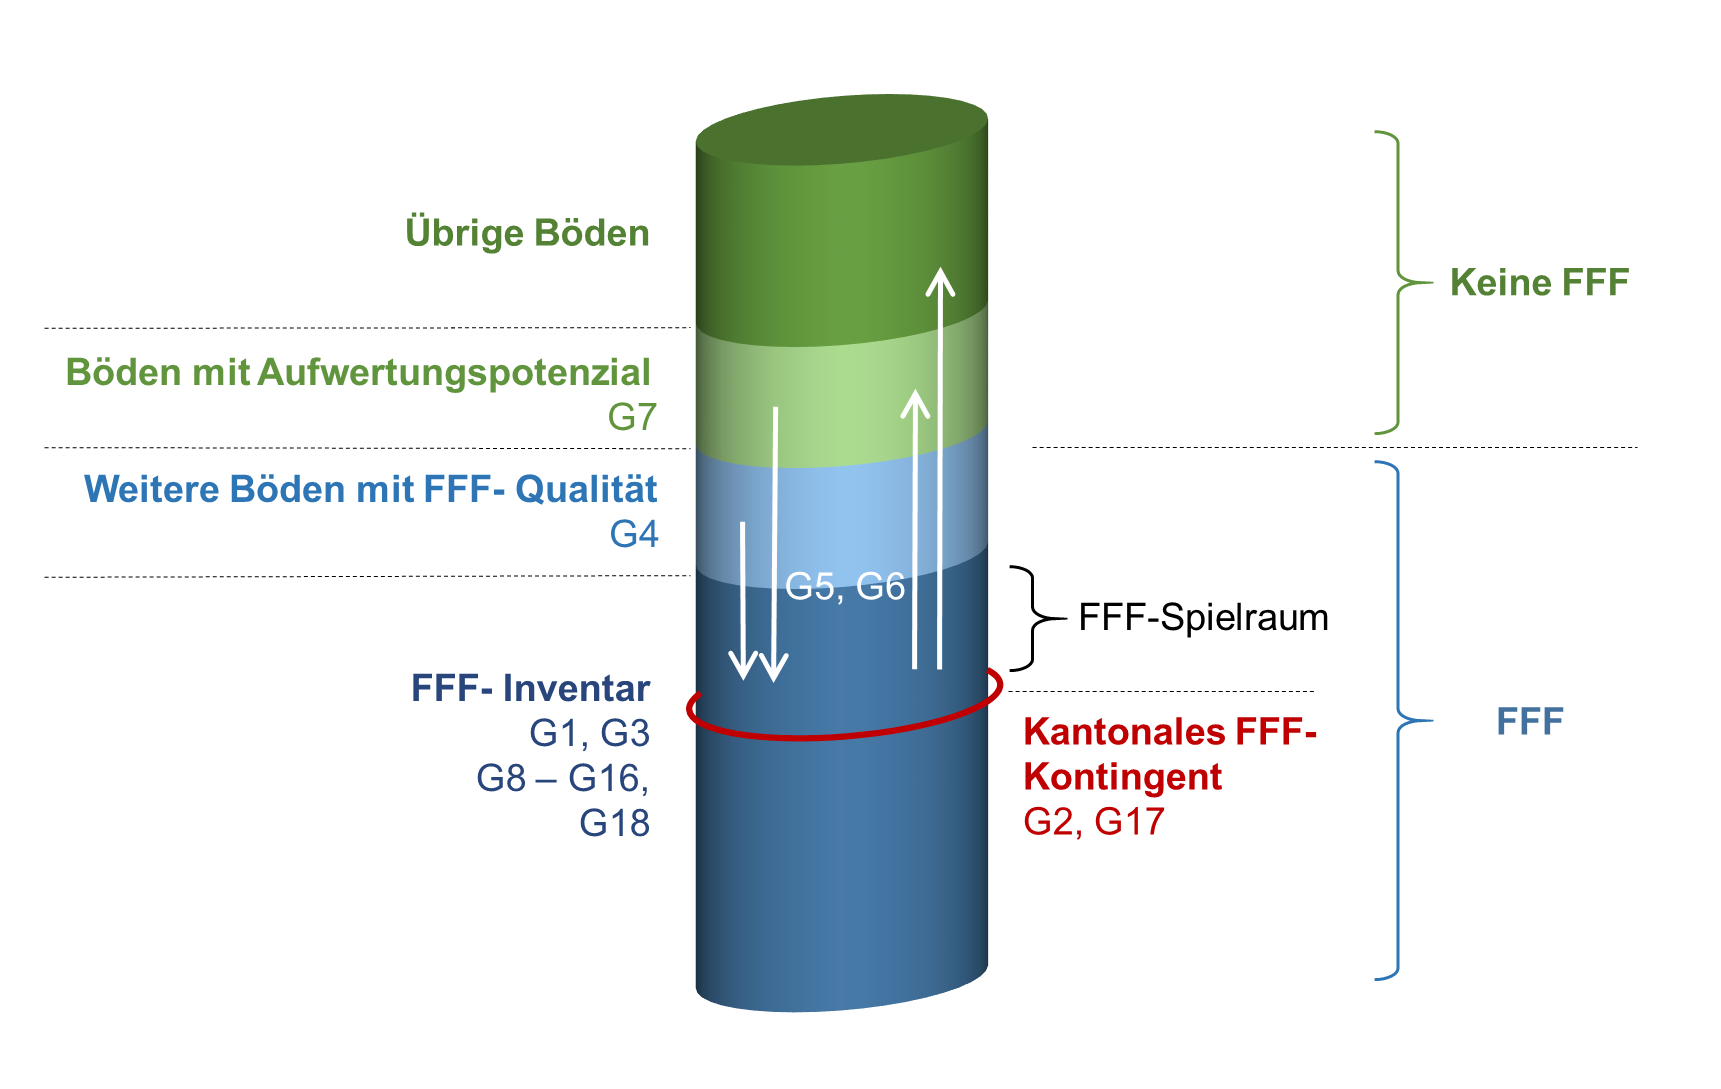 Übrige Böden
Keine FFF
Böden mit Aufwertungspotenzial
G7
Weitere Böden mit FFF- Qualität
G4
G5, G6
FFF-Spielraum
FFF- Inventar
G1, G3
G8 – G16,
G18
Kantonales FFF-
Kontingent
G2, G17
FFF